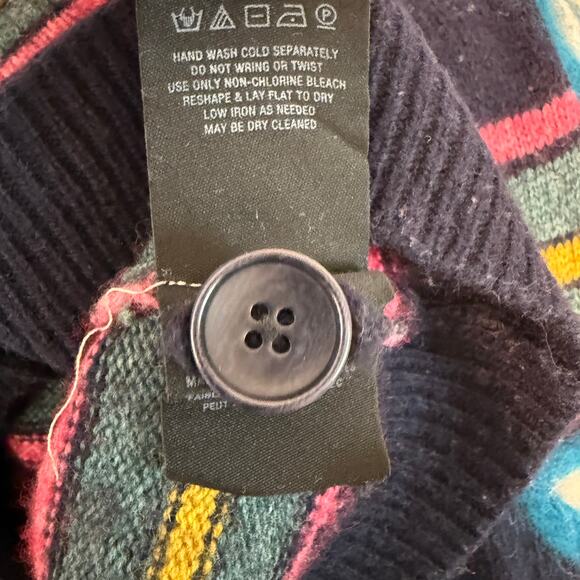 HAND WASH COLD SEPARATELY
DO NOT WRING OR TWIST
USE ONLY NON-CHLORINE BLEACH
RESHAPE & LAY FLAT TO DRY
LOW IRON AS NEEDED
MAY BE DRY CLEANED
PEUT